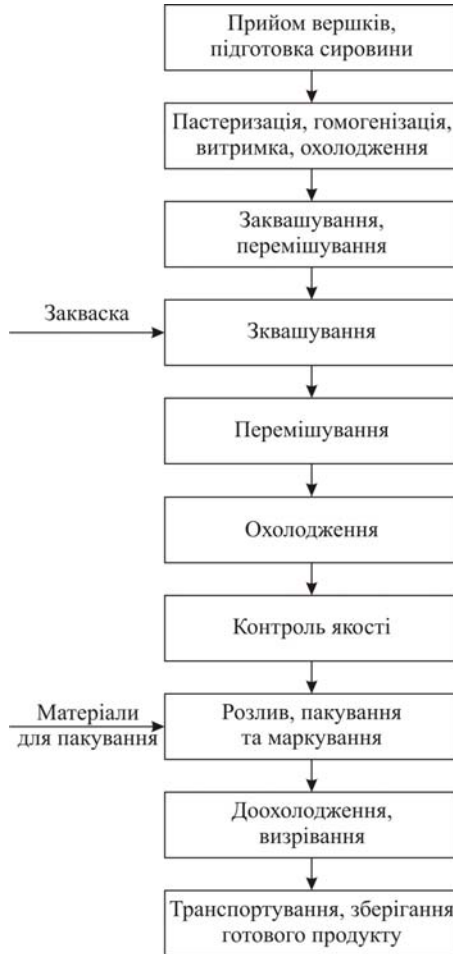 Прийом вершків,
підготовка сировини
Пастеризація, гомогенізація,
витримка, охолодження
Заквашування,
перемішування
Закваска
Зквашування
Перемішування
Охолодження
Контроль якості
Матеріали
для пакування
Розлив, пакування
та маркування
Доохолодження,
визрівання
Транспортування, зберігання
готового продукту